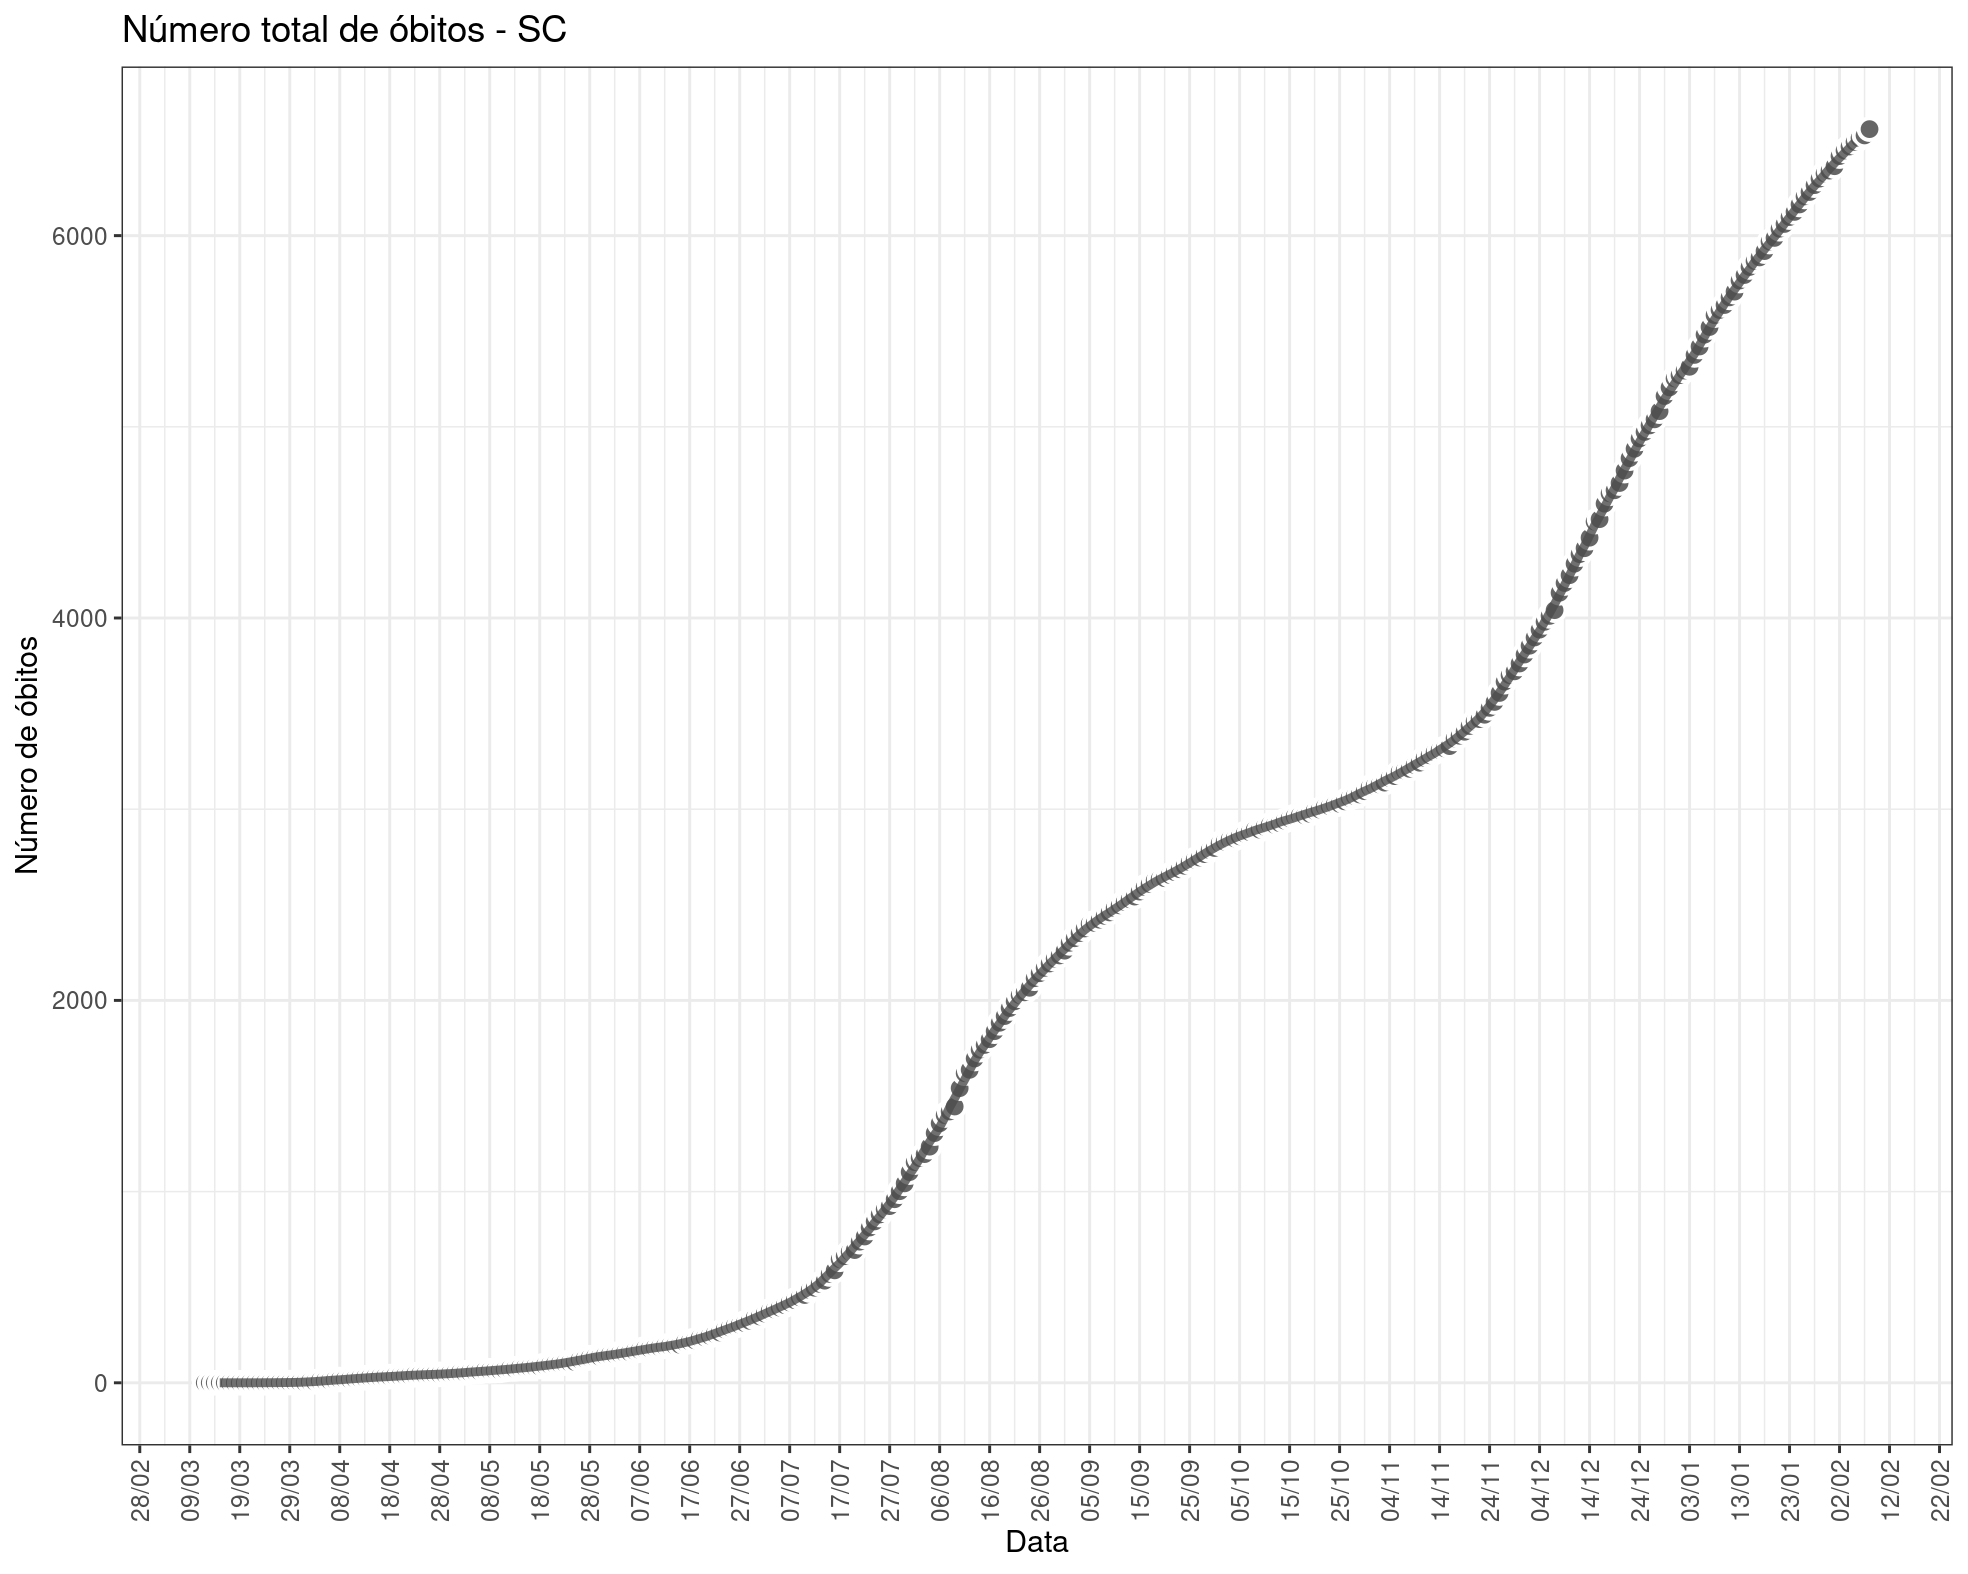 Número total de óbitos - SC
Número de óbitos
6000
4000
2000
0
28/02 09/03 19/03 29/03 08/04 18/04 28/04 08/05 18/05 28/05 07/06 17/06 27/06 07/07 17/07 27/07 06/08 16/08 26/08 05/09 15/09 25/09 05/10 15/10 25/10 04/11 14/11 24/11 04/12 14/12 24/12 03/01 13/01 23/01 02/02 12/02 22/02
Data